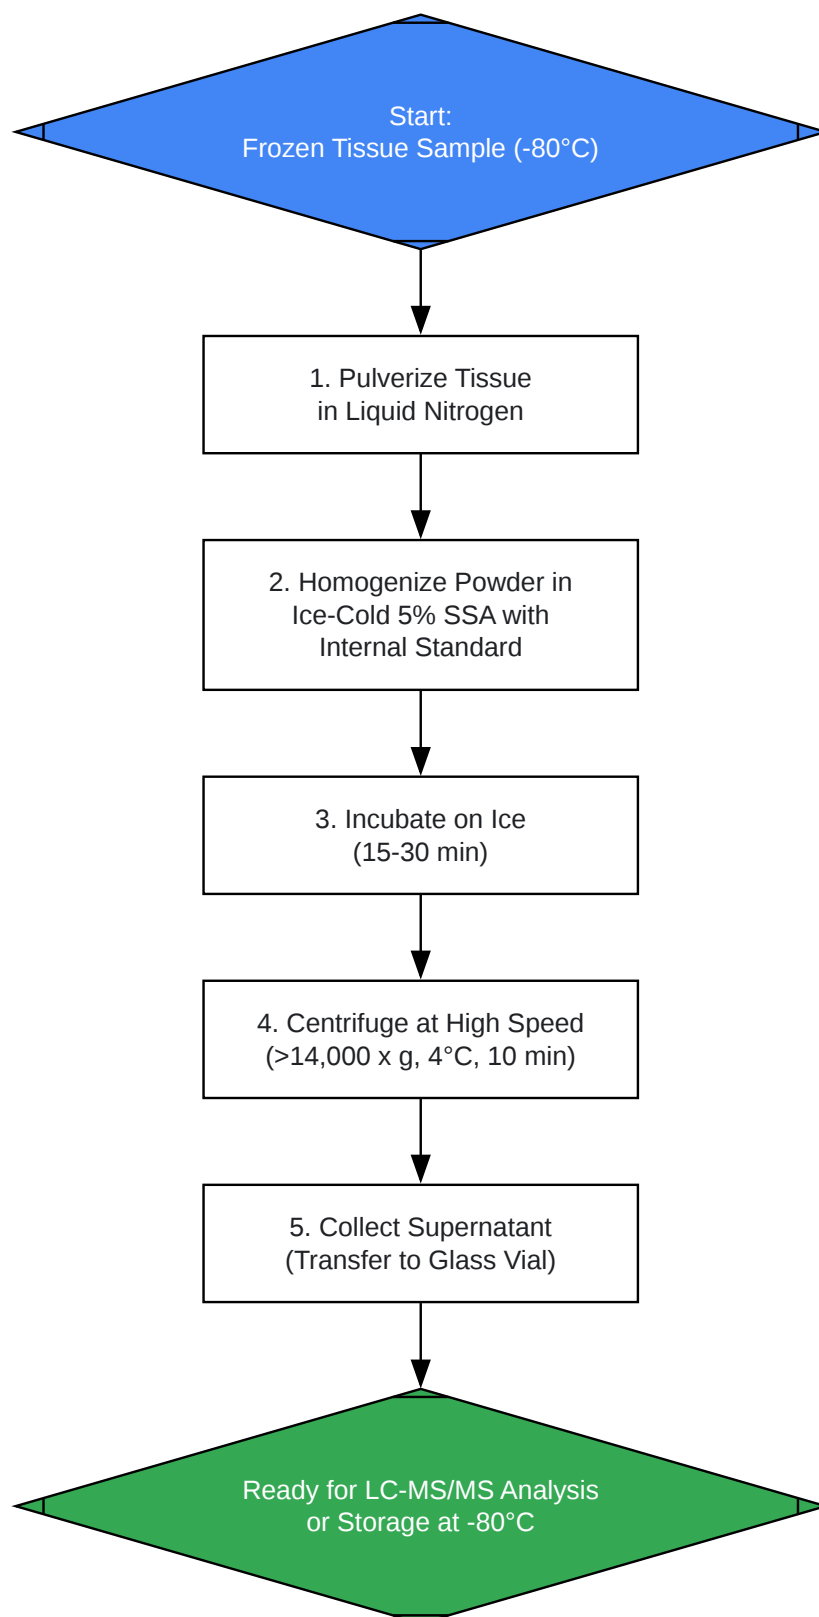 Start:
Frozen Tissue Sample (-80°C)
1. Pulverize Tissue
in Liquid Nitrogen
2. Homogenize Powder in
Ice-Cold 5% SSA with
Internal Standard
3. Incubate on Ice
(15-30 min)
4. Centrifuge at High Speed
(>14,000 x g, 4°C, 10 min)
5. Collect Supernatant
(Transfer to Glass Vial)
Ready for LC-MS/MS Analysis
or Storage at -80°C